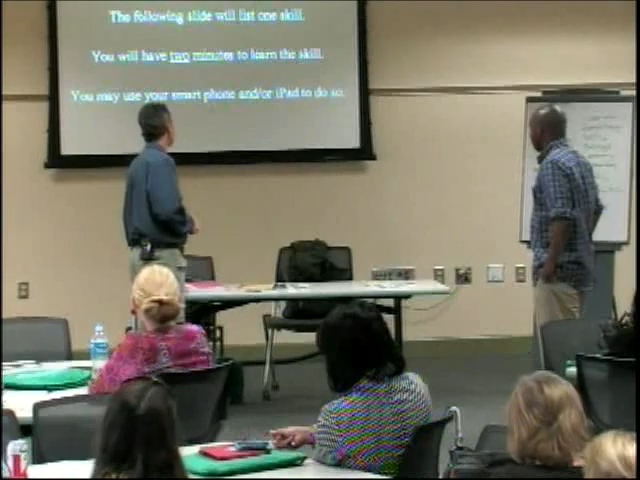 The following slide will list one skill.
You will have two minutes to learn the skill.
You may use your smart phone and/or iPad to do so.